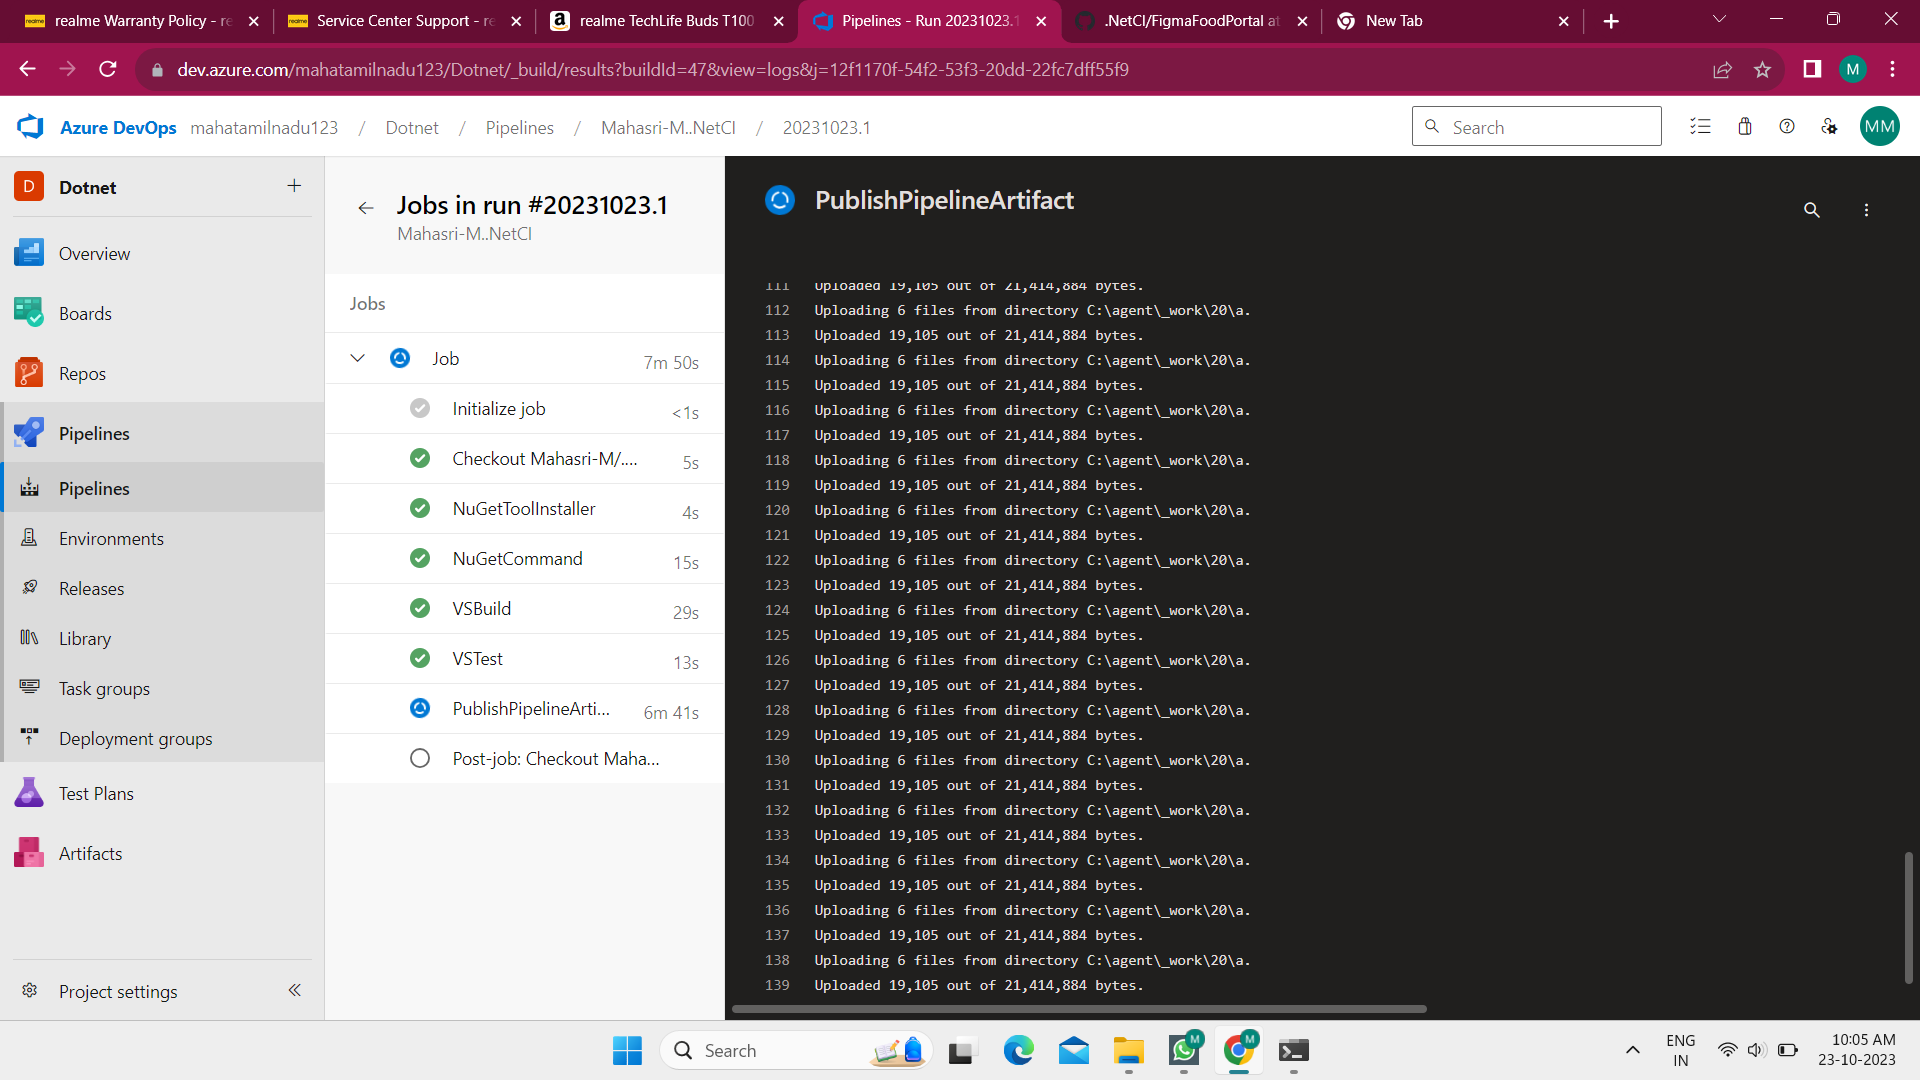 realme Warranty Policy - re
Service Center Support - re
realme TechLife Buds T100
Pipelines - Run 20231023.1
.NetCI/FigmaFoodPortal at
New Tab
dev.azure.com/mahatamilnadu123/Dotnet/_build/results?buildId=47&view=logs&j=12f1170f-54f2-53f3-20dd-22fc7dff55f9
M
Azure DevOps mahatamilnadu123 / Dotnet / Pipelines / Mahasri-M..NetCI / 20231023.1
Search
MM
D Dotnet
Overview
Boards
Repos
Pipelines
Pipelines
Environments
Releases
Library
Task groups
Deployment groups
Test Plans
Artifacts
Project settings
Jobs in run #20231023.1
Mahasri-M..NetCI
Jobs
Job 7m 50s
Initialize job <1s
Checkout Mahasri-M/.... 5s
NuGetToolInstaller 4s
NuGetCommand 15s
VSBuild 29s
VSTest 13s
PublishPipelineArti... 6m 41s
Post-job: Checkout Maha...
PublishPipelineArtifact
111 Uploaded 19,105 out of 21,414,884 bytes.
112 Uploading 6 files from directory C:\agent\_work\20\a.
113 Uploaded 19,105 out of 21,414,884 bytes.
114 Uploading 6 files from directory C:\agent\_work\20\a.
115 Uploaded 19,105 out of 21,414,884 bytes.
116 Uploading 6 files from directory C:\agent\_work\20\a.
117 Uploaded 19,105 out of 21,414,884 bytes.
118 Uploading 6 files from directory C:\agent\_work\20\a.
119 Uploaded 19,105 out of 21,414,884 bytes.
120 Uploading 6 files from directory C:\agent\_work\20\a.
121 Uploaded 19,105 out of 21,414,884 bytes.
122 Uploading 6 files from directory C:\agent\_work\20\a.
123 Uploaded 19,105 out of 21,414,884 bytes.
124 Uploading 6 files from directory C:\agent\_work\20\a.
125 Uploaded 19,105 out of 21,414,884 bytes.
126 Uploading 6 files from directory C:\agent\_work\20\a.
127 Uploaded 19,105 out of 21,414,884 bytes.
128 Uploading 6 files from directory C:\agent\_work\20\a.
129 Uploaded 19,105 out of 21,414,884 bytes.
130 Uploading 6 files from directory C:\agent\_work\20\a.
131 Uploaded 19,105 out of 21,414,884 bytes.
132 Uploading 6 files from directory C:\agent\_work\20\a.
133 Uploaded 19,105 out of 21,414,884 bytes.
134 Uploading 6 files from directory C:\agent\_work\20\a.
135 Uploaded 19,105 out of 21,414,884 bytes.
136 Uploading 6 files from directory C:\agent\_work\20\a.
137 Uploaded 19,105 out of 21,414,884 bytes.
138 Uploading 6 files from directory C:\agent\_work\20\a.
139 Uploaded 19,105 out of 21,414,884 bytes.
Search
M
M
ENG
IN
10:05 AM
23-10-2023